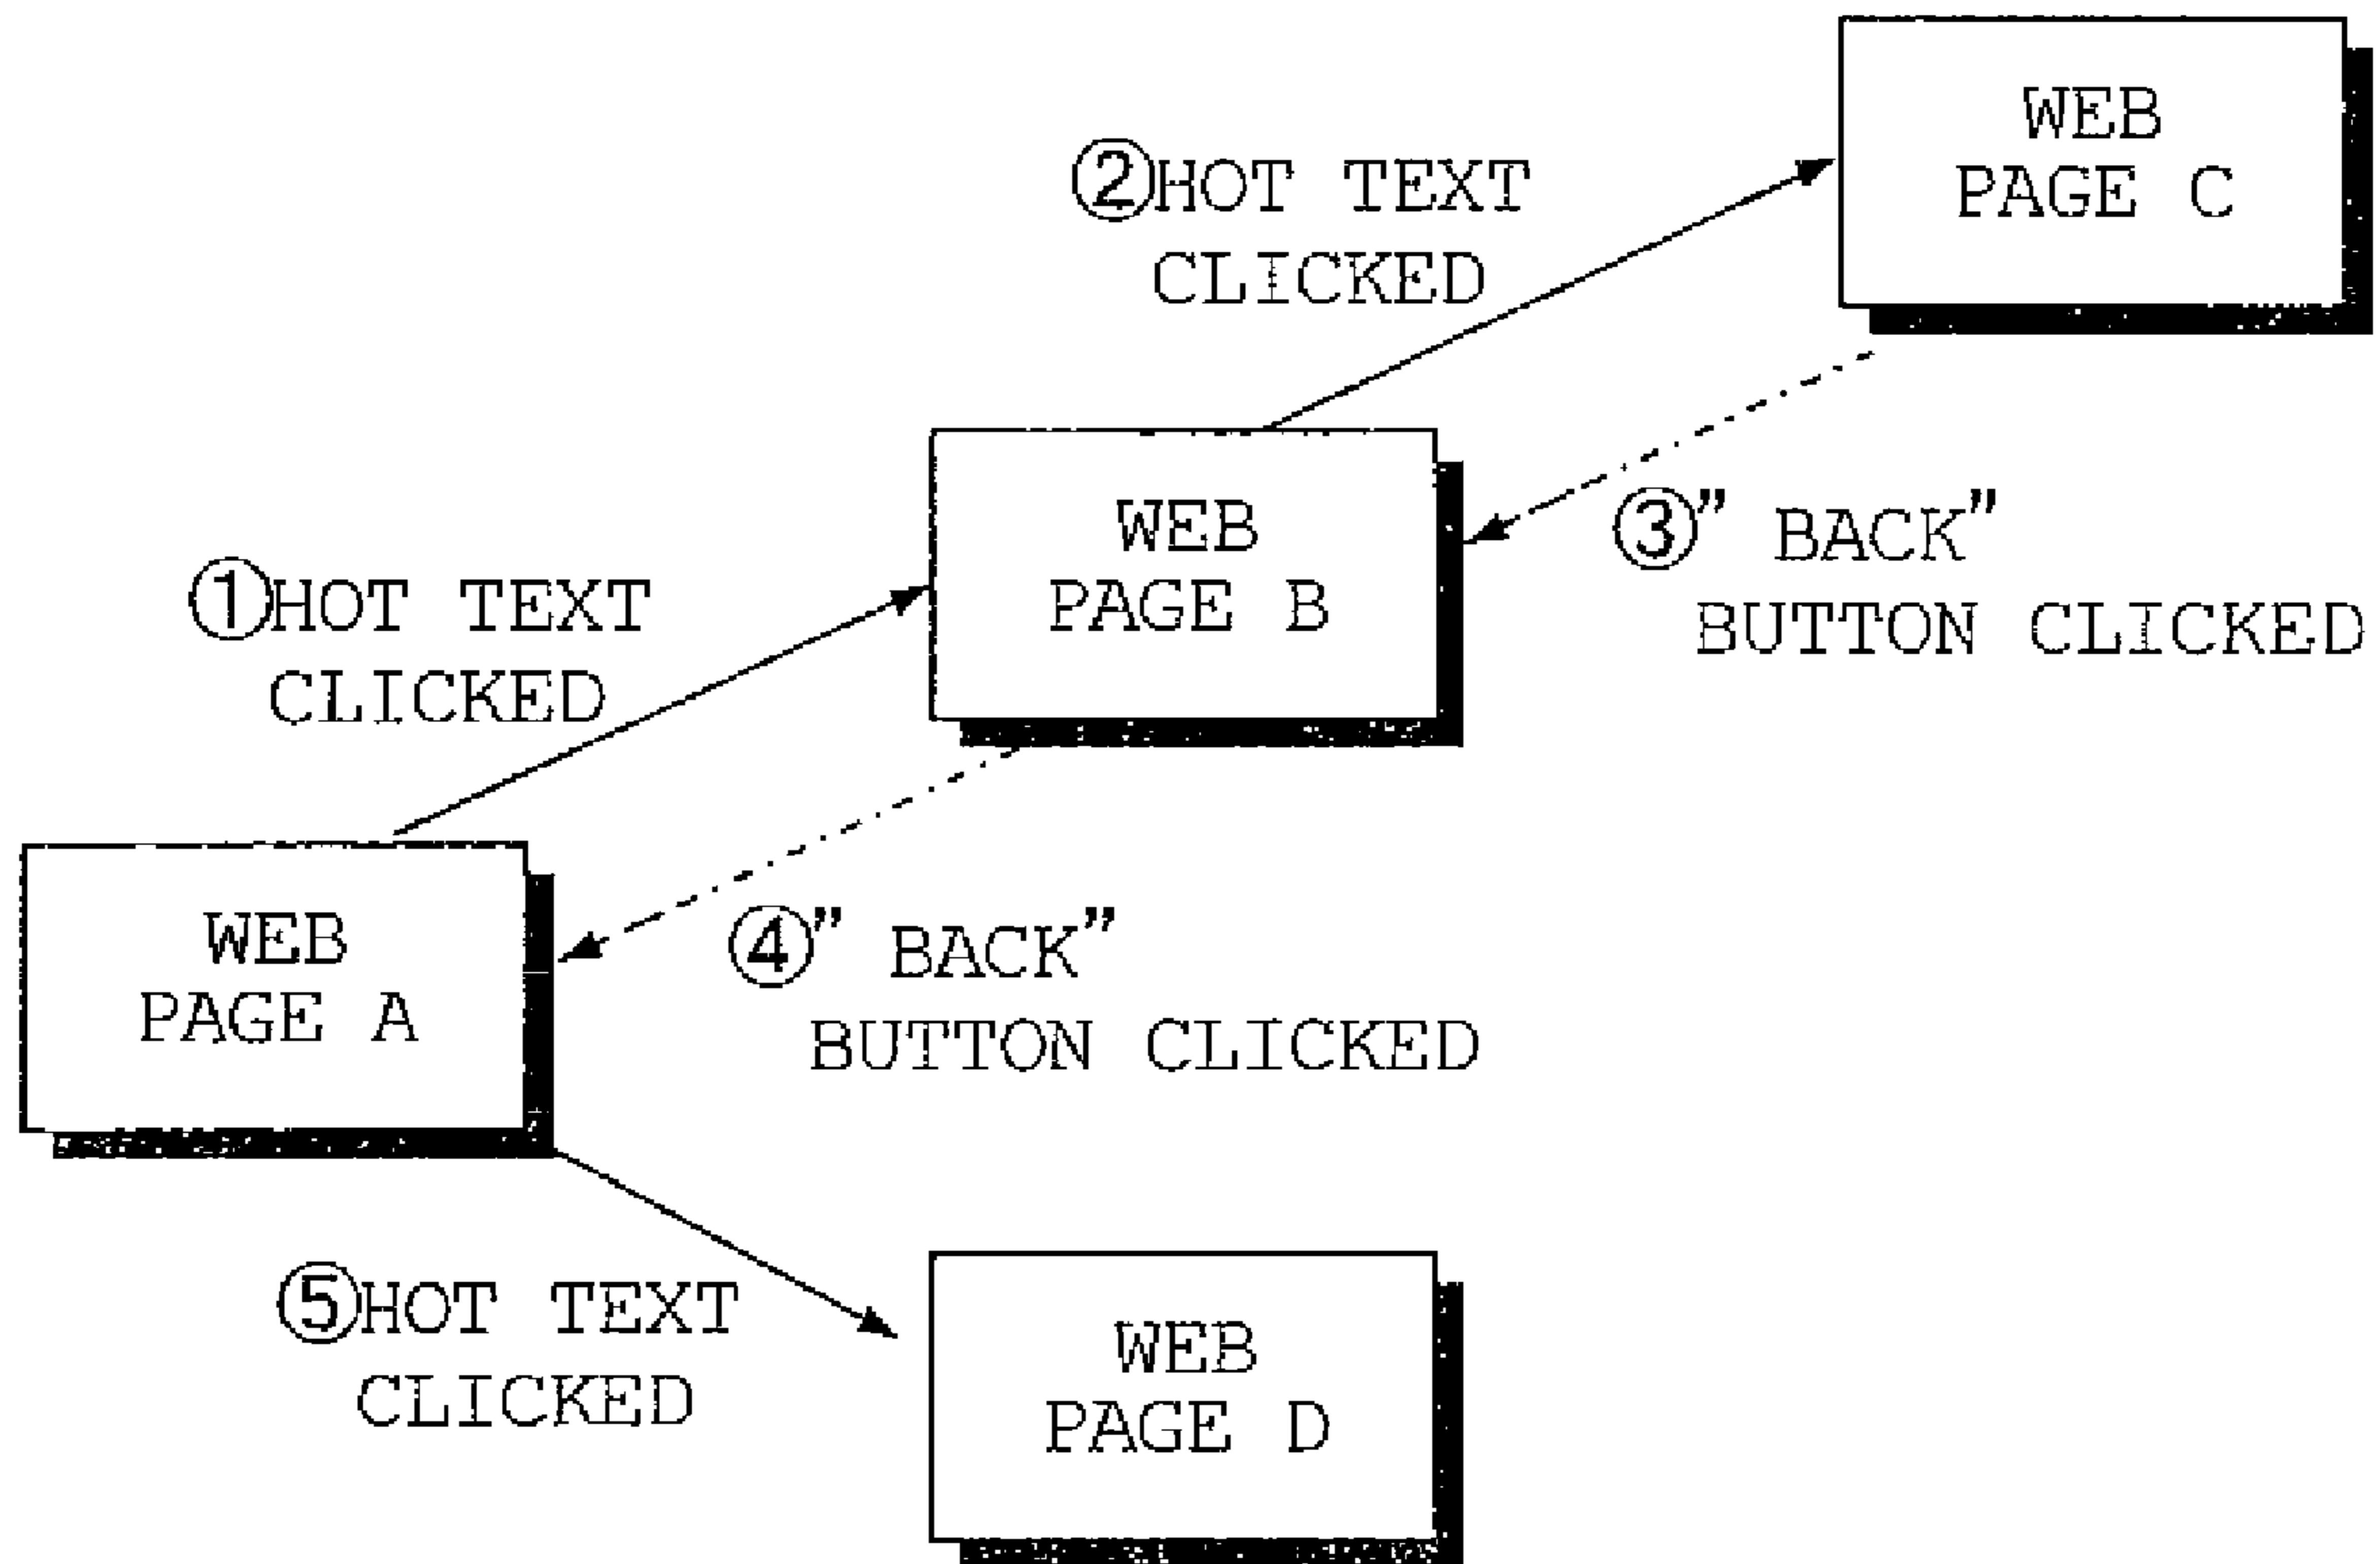 WEB
PAGE C
②HOT TEXT
CLICKED
WEB
PAGE B
③" BACK"
BUTTON CLICKED
①HOT TEXT
CLICKED
WEB
PAGE A
④" BACK"
BUTTON CLICKED
⑤HOT TEXT
CLICKED
WEB
PAGE D